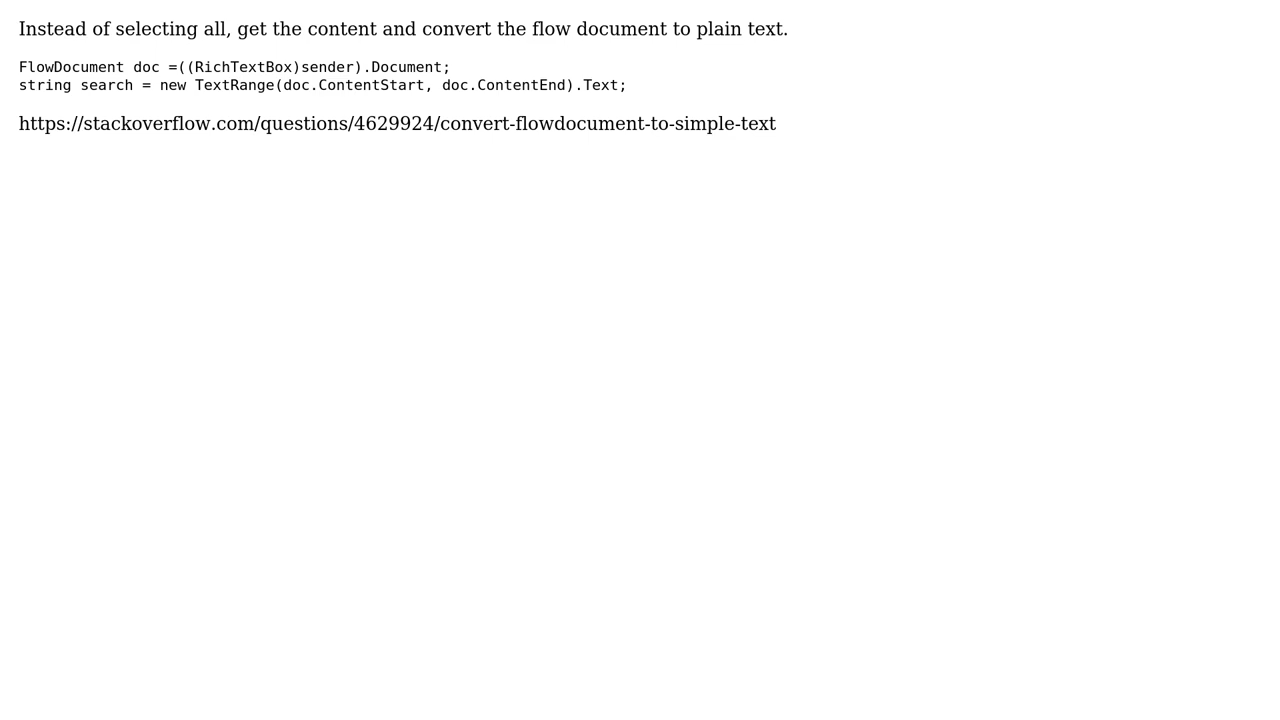 Instead of selecting all, get the content and convert the flow document to plain text.
FlowDocument doc =((RichTextBox)sender).Document;
string search = new TextRange(doc.ContentStart, doc.ContentEnd).Text;
https://stackoverflow.com/questions/4629924/convert-flowdocument-to-simple-text